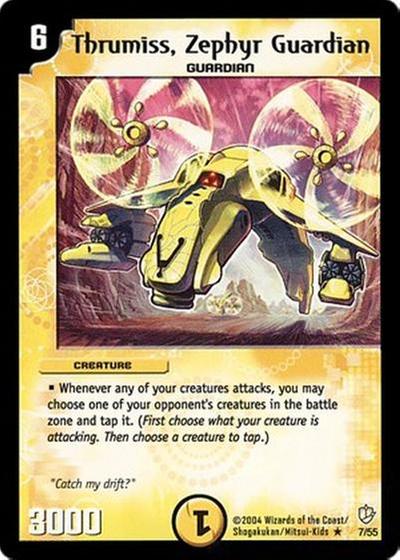 6 Thrumiss, Zephyr Guardian
GUARDIAN
CREATURE
▪ Whenever any of your creatures attacks, you may
choose one of your opponent's creatures in the battle
zone and tap it. (First choose what your creature is
attacking. Then choose a creature to tap.)
"Catch my drift?"
3000
1
©2004 Wizards of the Coast/
Shogakukan/Mitsui-Kids ★ 7/55